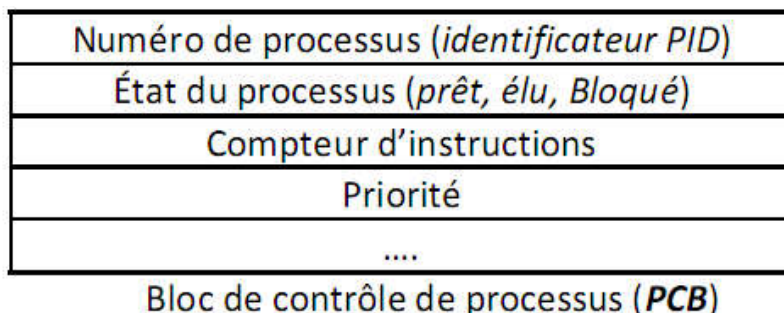 Numéro de processus (identificateur PID)
État du processus (prêt, élu, Bloqué)
Compteur d'instructions
Priorité
....
Bloc de contrôle de processus (PCB)